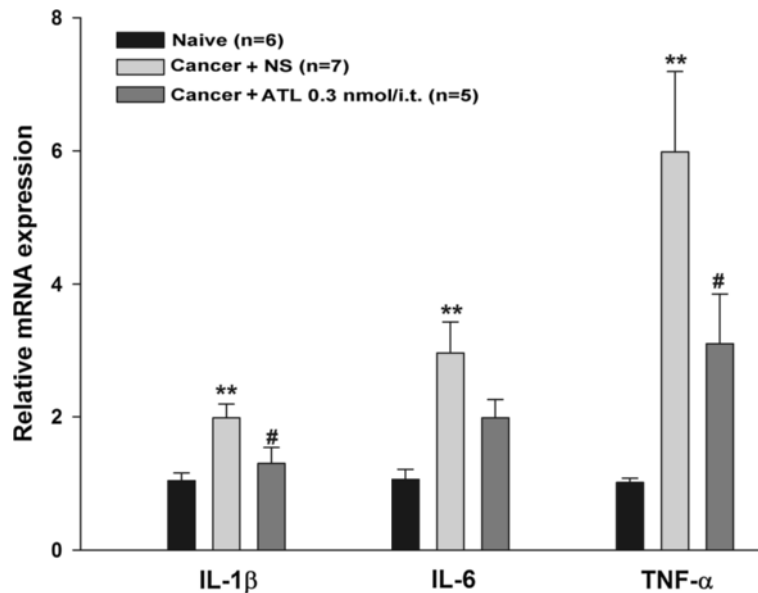 Naive (n=6)
Cancer + NS (n=7)
Cancer + ATL 0.3 nmol/i.t. (n=5)
Relative mRNA expression
8
6
4
2
0
**
#
**
**
#
IL-1β
IL-6
TNF-α